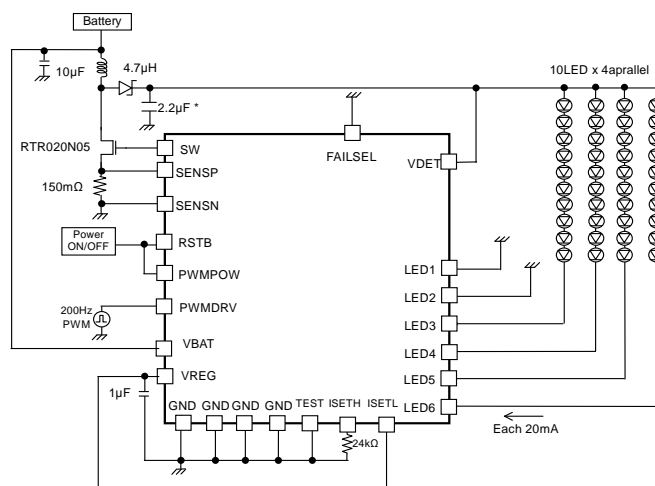 Battery
10µF
4.7µH
2.2µF *
10LED x 4aprallel
FAILSEL
VDET
RTR020N05
SW
SENSP
150mΩ
SENSN
Power
ON/OFF
RSTB
PWMPOW
200Hz
PWM
PWMDRV
VBAT
VREG
1µF
LED1
LED2
LED3
LED4
LED5
LED6
GND
GND
GND
GND
TEST
ISETH
ISETL
24kΩ
Each 20mA